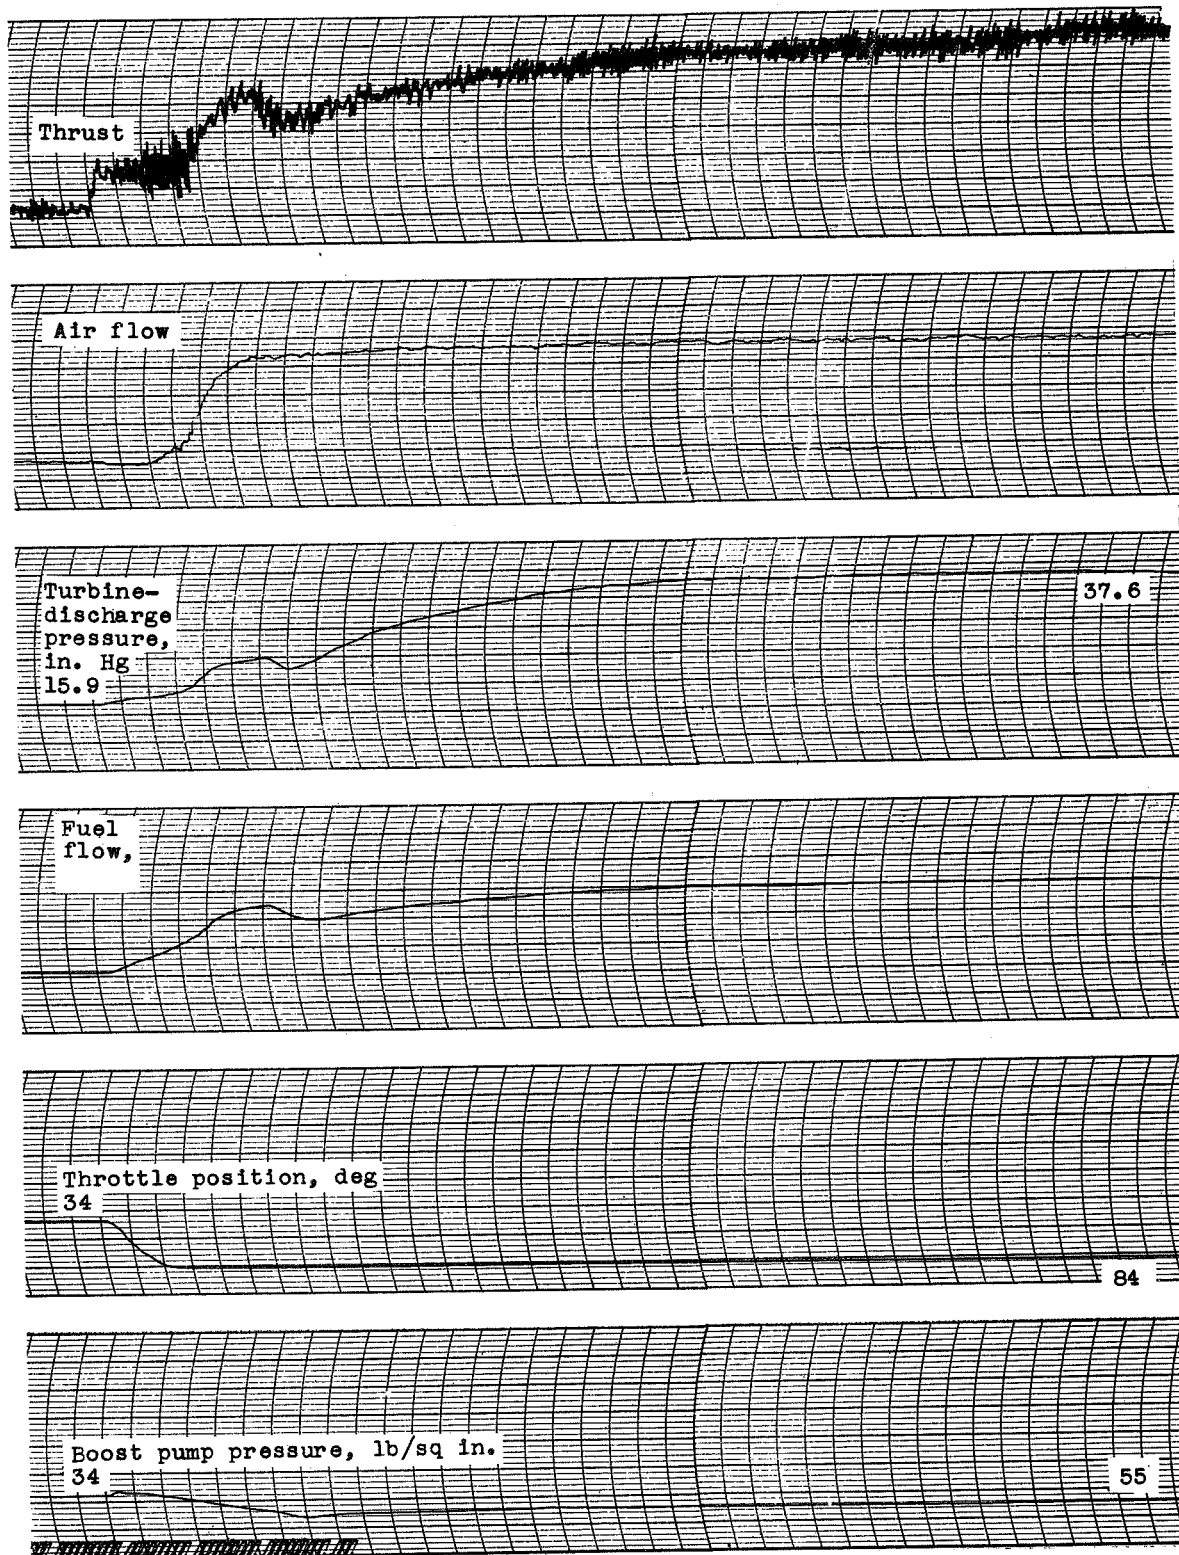 Thrust
Air flow
Turbine-
discharge
pressure,
in. Hg
15.9
37.6
Fuel
flow,
Throttle position, deg
34
84
Boost pump pressure, lb/sq in.
34
55